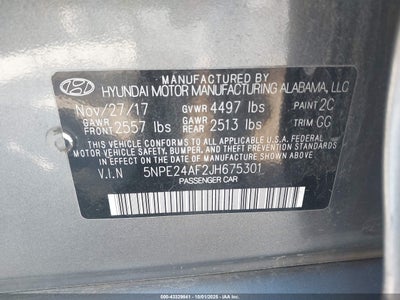 MANUFACTURED BY
HYUNDAI MOTOR MANUFACTURING ALABAMA, LLC
Nov/27/17 GVWR 4497 lbs PAINT 2C
GAWR FRONT 2557 lbs GAWR REAR 2513 lbs TRIM GG
THIS VEHICLE CONFORMS TO ALL APPLICABLE U.S.A. FEDERAL
MOTOR VEHICLE SAFETY, BUMPER, AND THEFT PREVENTION
STANDARDS IN EFFECT ON THE DATE OF MANUFACTURE SHOWN ABOVE.
V.I.N 5NPE24AF2JH675301
PASSENGER CAR